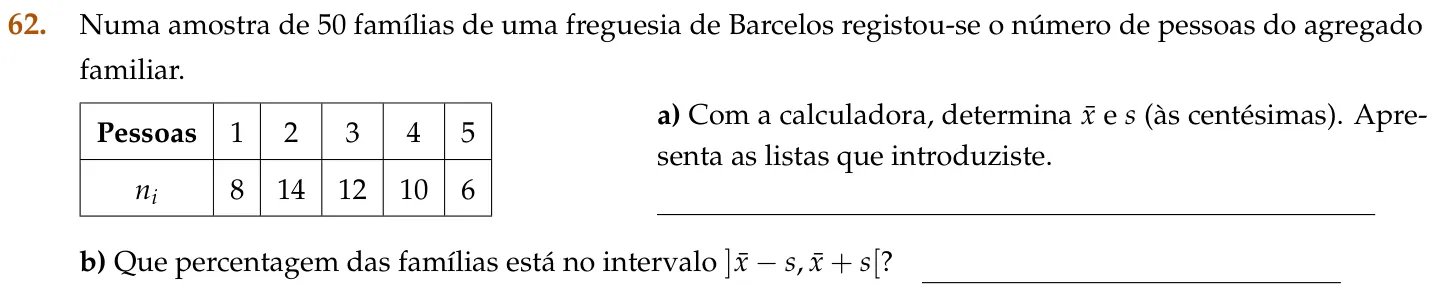 62. Numa amostra de 50 famílias de uma freguesia de Barcelos registou-se o número de pessoas do agregado
familiar.
Pessoas 1 2 3 4 5
nᵢ 8 14 12 10 6
a) Com a calculadora, determina x̄ e s (às centésimas). Apre-
senta as listas que introduziste.
b) Que percentagem das famílias está no intervalo ]x̄ − s, x̄ + s[?